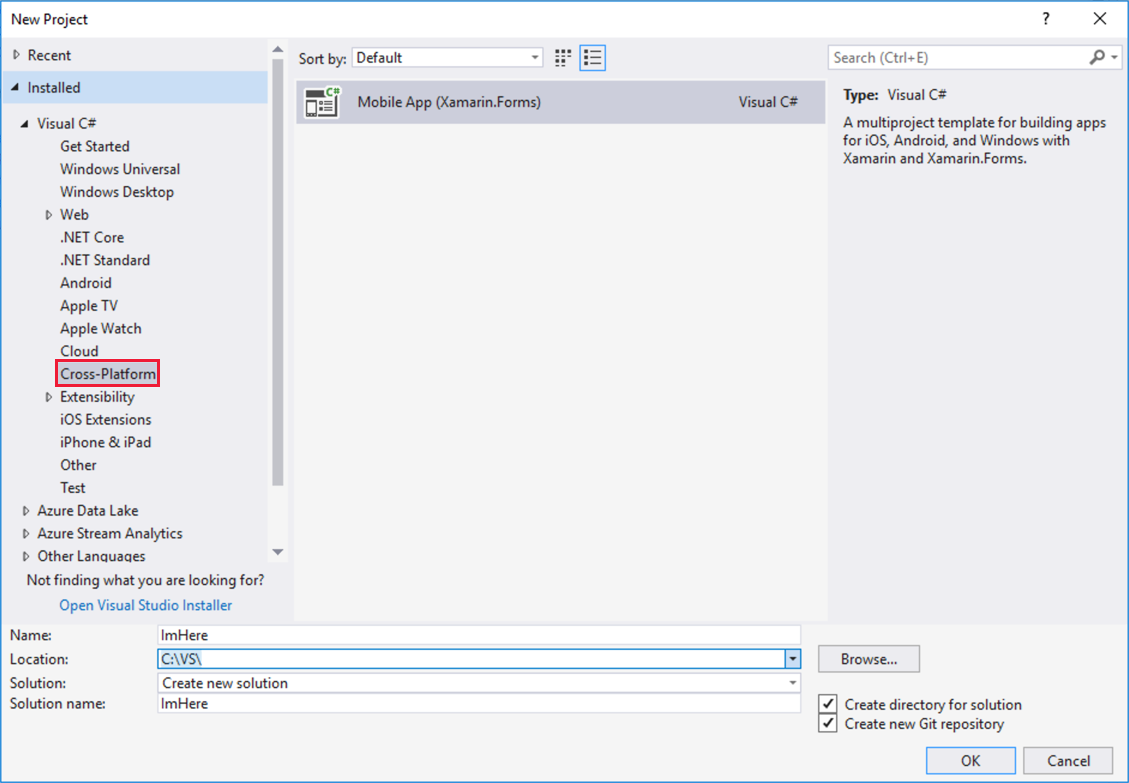 New Project
?
Recent
Installed
Visual C#
Get Started
Windows Universal
Windows Desktop
Web
.NET Core
.NET Standard
Android
Apple TV
Apple Watch
Cloud
Cross-Platform
Extensibility
iOS Extensions
iPhone & iPad
Other
Test
Azure Data Lake
Azure Stream Analytics
Other Languages
Not finding what you are looking for?
Open Visual Studio Installer
Sort by: Default
C# Mobile App (Xamarin.Forms) Visual C#
Search (Ctrl+E)
Type: Visual C#
A multiproject template for building apps
for iOS, Android, and Windows with
Xamarin and Xamarin.Forms.
Name: ImHere
Location: C:\VS\
Browse...
Solution: Create new solution
Solution name: ImHere
Create directory for solution
Create new Git repository
OK Cancel